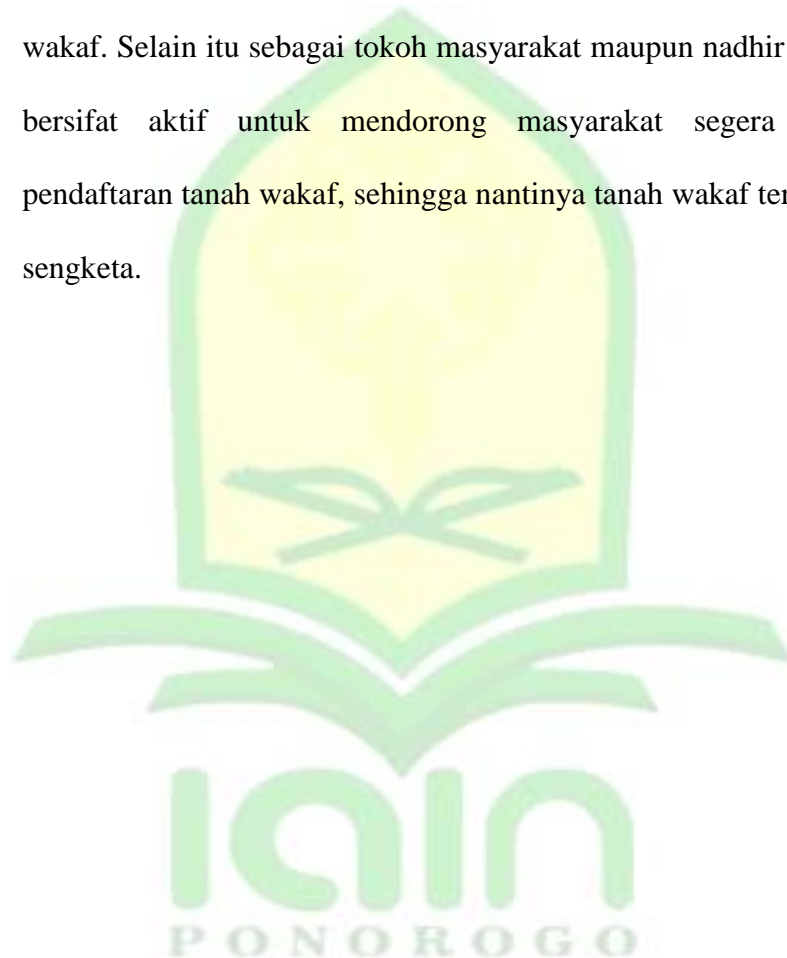 wakaf. Selain itu sebagai tokoh masyarakat maupun nadhir
bersifat aktif untuk mendorong masyarakat segera
pendaftaran tanah wakaf, sehingga nantinya tanah wakaf
sengketa.
iain
PONOROGO